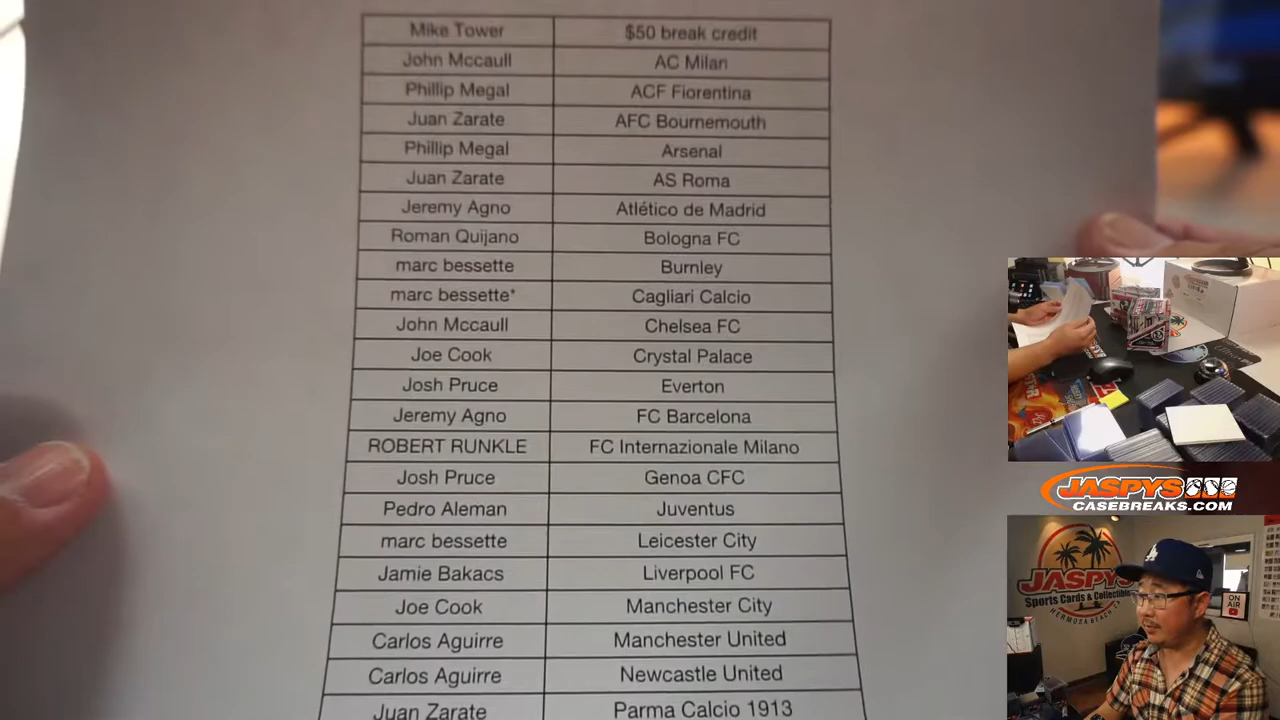 Mike Tower $50 break credit
John Mccaull AC Milan
Phillip Megal ACF Fiorentina
Juan Zarate AFC Bournemouth
Phillip Megal Arsenal
Juan Zarate AS Roma
Jeremy Agno Atlético de Madrid
Roman Quijano Bologna FC
marc bessette Burnley
marc bessette* Cagliari Calcio
John Mccaull Chelsea FC
Joe Cook Crystal Palace
Josh Pruce Everton
Jeremy Agno FC Barcelona
ROBERT RUNKLE FC Internazionale Milano
Josh Pruce Genoa CFC
Pedro Aleman Juventus
marc bessette Leicester City
Jamie Bakacs Liverpool FC
Joe Cook Manchester City
Carlos Aguirre Manchester United
Carlos Aguirre Newcastle United
Juan Zarate Parma Calcio 1913
JASPYS
CASEBREAKS.COM
JASPYS
Sports Cards & Collectible
HERMOSA BEACH
ON
AIR